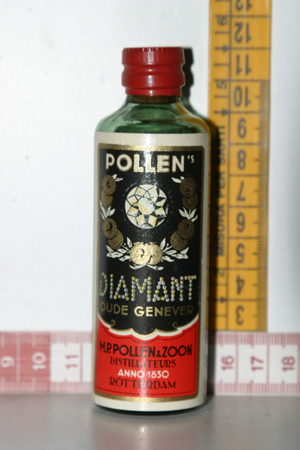 POLLEN'S
DIAMANT
OUDE GENEVER
M.P. POLLEN & ZOON
DISTILLATEURS
ANNO 1830
ROTTERDAM
12
11
10
9
8
7
6
5
4
3
9
10
11
16
17
18